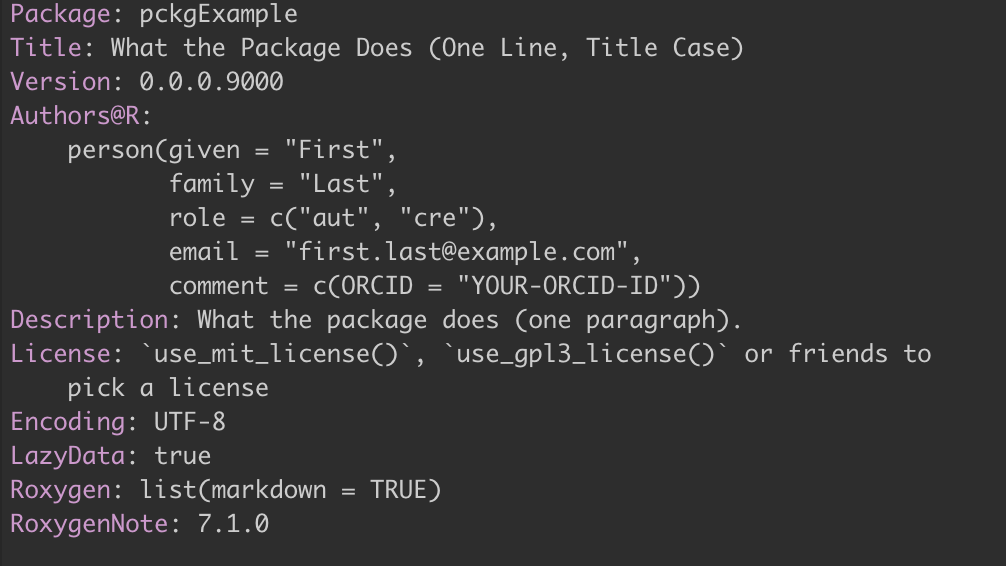 Package: pckgExample
Title: What the Package Does (One Line, Title Case)
Version: 0.0.0.9000
Authors@R:
    person(given = "First",
           family = "Last",
           role = c("aut", "cre"),
           email = "first.last@example.com",
           comment = c(ORCID = "YOUR-ORCID-ID"))
Description: What the package does (one paragraph).
License: `use_mit_license()`, `use_gpl3_license()` or friends to
    pick a license
Encoding: UTF-8
LazyData: true
Roxygen: list(markdown = TRUE)
RoxygenNote: 7.1.0